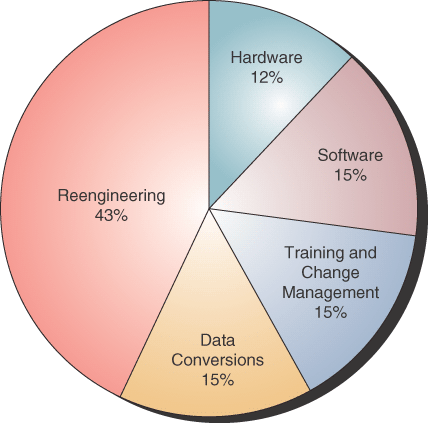 Hardware
12%
Software
15%
Training and
Change
Management
15%
Data
Conversions
15%
Reengineering
43%